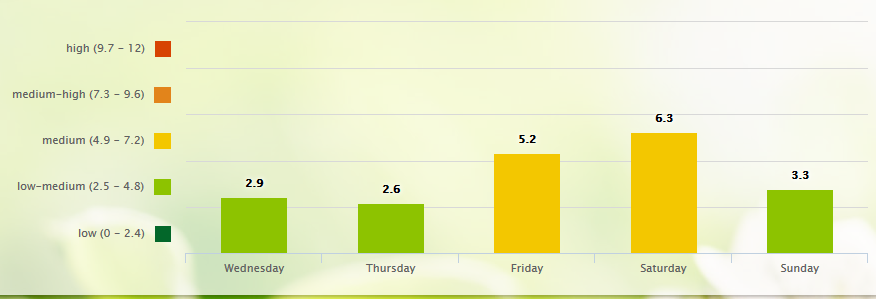 high (9.7 - 12)
medium-high (7.3 - 9.6)
medium (4.9 - 7.2)
low-medium (2.5 - 4.8)
low (0 - 2.4)
2.9
2.6
5.2
6.3
3.3
Wednesday
Thursday
Friday
Saturday
Sunday